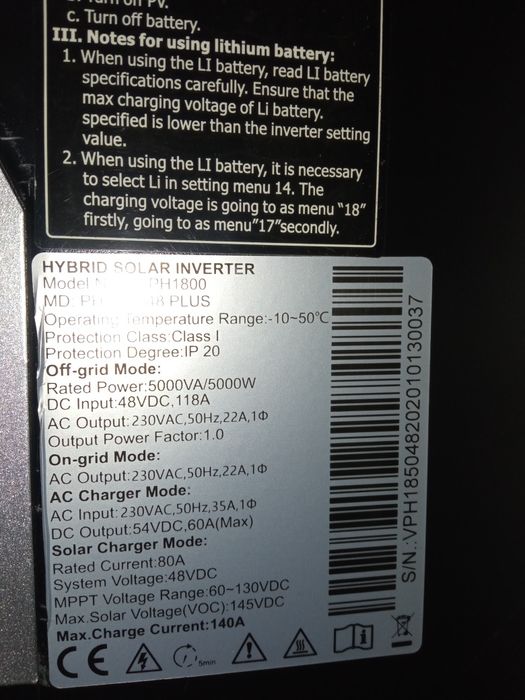 Turn off PV.
c. Turn off battery.
III. Notes for using lithium battery:
1. When using the LI battery, read LI battery
specifications carefully. Ensure that the
max charging voltage of Li battery.
specified is lower than the inverter setting
value.
2. When using the LI battery, it is necessary
to select Li in setting menu 14. The
charging voltage is going to as menu "18"
firstly, going to as menu"17"secondly.
HYBRID SOLAR INVERTER
Model PH1800
MD: PLUS
Operating Temperature Range:-10~50℃
Protection Class:Class I
Protection Degree:IP 20
Off-grid Mode:
Rated Power:5000VA/5000W
DC Input:48VDC,118A
AC Output:230VAC,50Hz,22A,1Φ
Output Power Factor:1.0
On-grid Mode:
AC Output:230VAC,50Hz,22A,1Φ
AC Charger Mode:
AC Input:230VAC,50Hz,35A,1Φ
DC Output:54VDC,60A(Max)
Solar Charger Mode:
Rated Current:80A
System Voltage:48VDC
MPPT Voltage Range:60~130VDC
Max.Solar Voltage(VOC):145VDC
Max.Charge Current:140A
CE
5min
S/N.:VPH18504820201013003​7